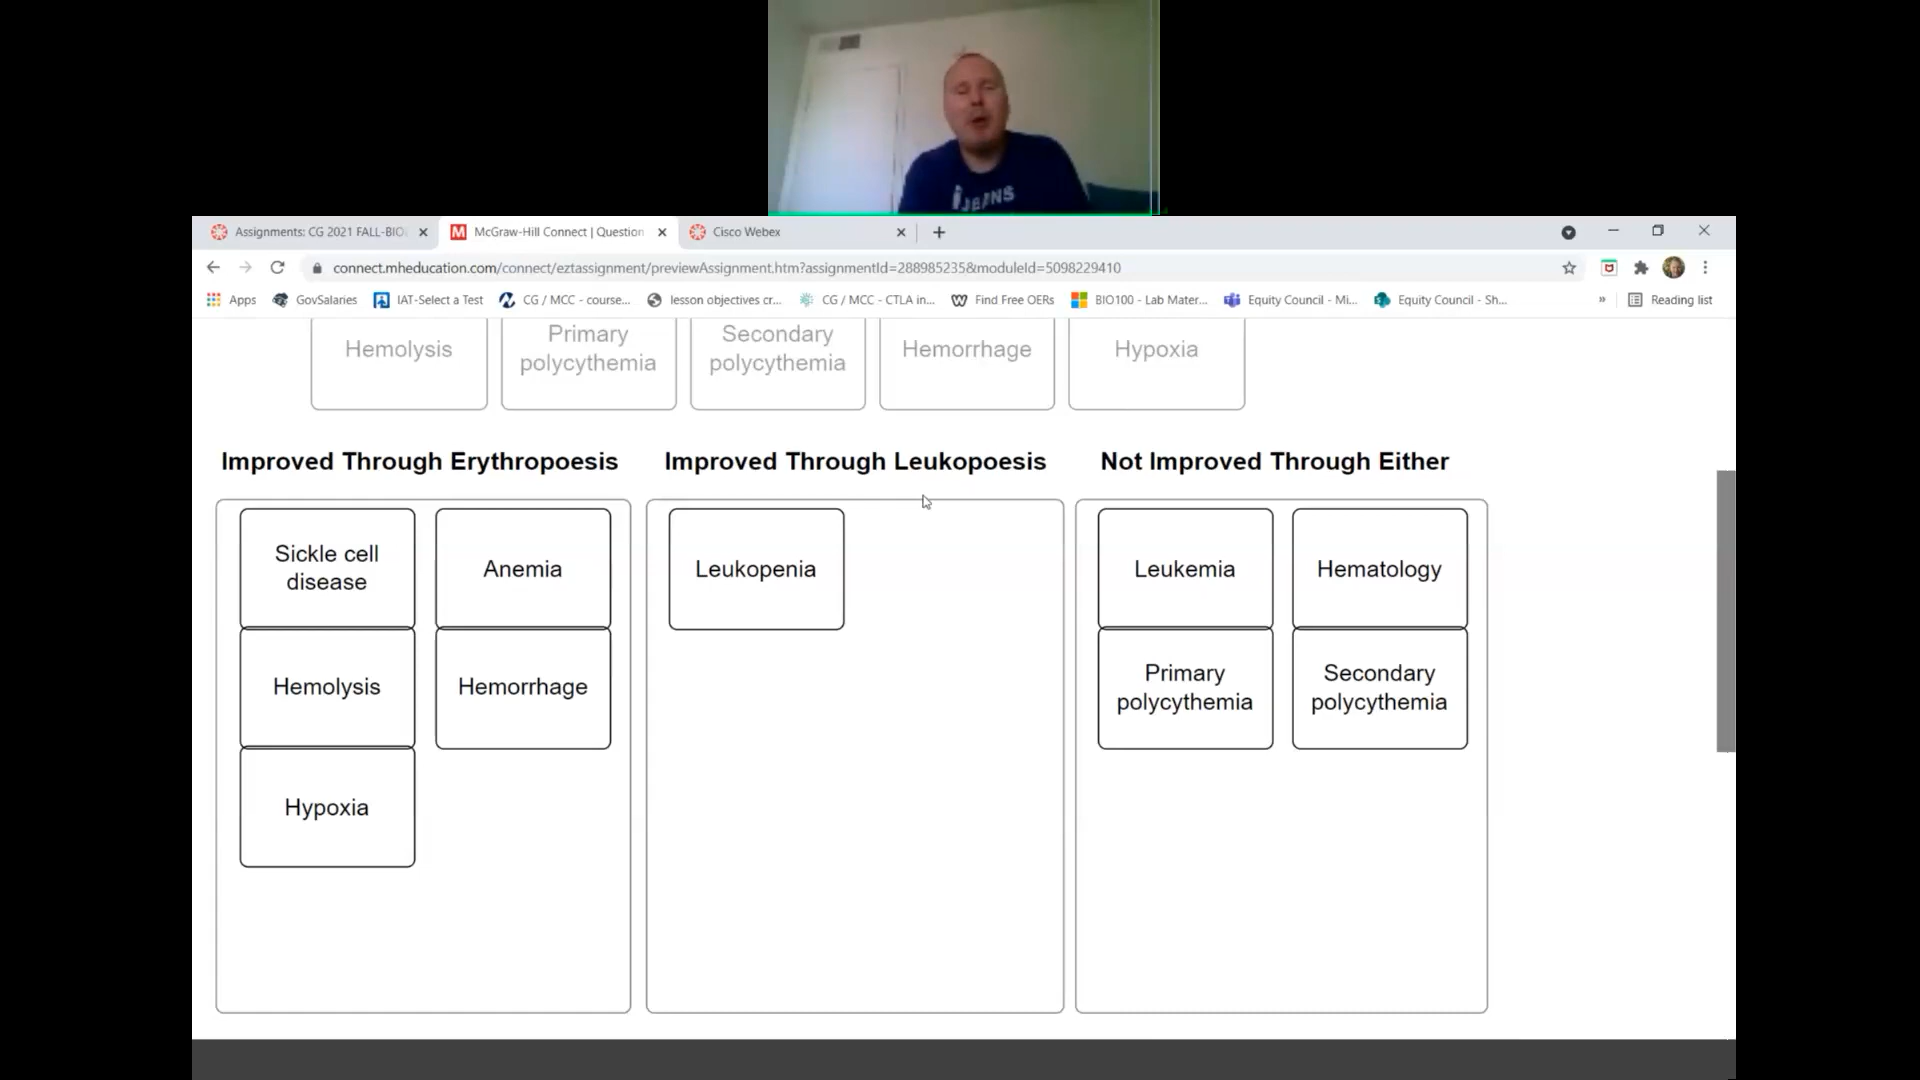 JEANS
Assignments: CG 2021 FALL-BIO
McGraw-Hill Connect | Question
Cisco Webex
connect.mheducation.com/connect/eztassignment/previewAssignment.htm?assignmentId=288985235&moduleId=5098229410
Apps GovSalaries IAT-Select a Test CG / MCC - course... lesson objectives cr... CG / MCC - CTLA in... Find Free OERs BIO100 - Lab Mater... Equity Council - Mi... Equity Council - Sh... » Reading list
Hemolysis
Primary
polycythemia
Secondary
polycythemia
Hemorrhage
Hypoxia
Improved Through Erythropoesis
Sickle cell
disease
Anemia
Hemolysis
Hemorrhage
Hypoxia
Improved Through Leukopoesis
Leukopenia
Not Improved Through Either
Leukemia
Hematology
Primary
polycythemia
Secondary
polycythemia